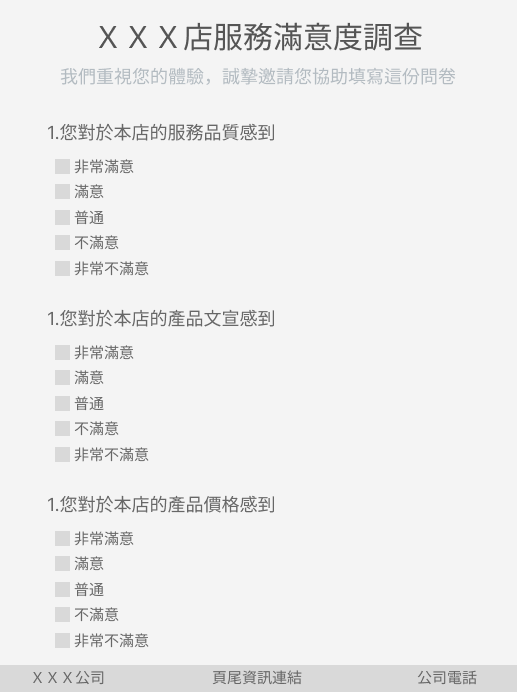 ＸＸＸ店服務滿意度調查
我們重視您的體驗，誠摯邀請您協助填寫這份問卷
1.您對於本店的服務品質感到
非常滿意
滿意
普通
不滿意
非常不滿意
1.您對於本店的產品文宣感到
非常滿意
滿意
普通
不滿意
非常不滿意
1.您對於本店的產品價格感到
非常滿意
滿意
普通
不滿意
非常不滿意
ＸＸＸ公司 頁尾資訊連結 公司電話